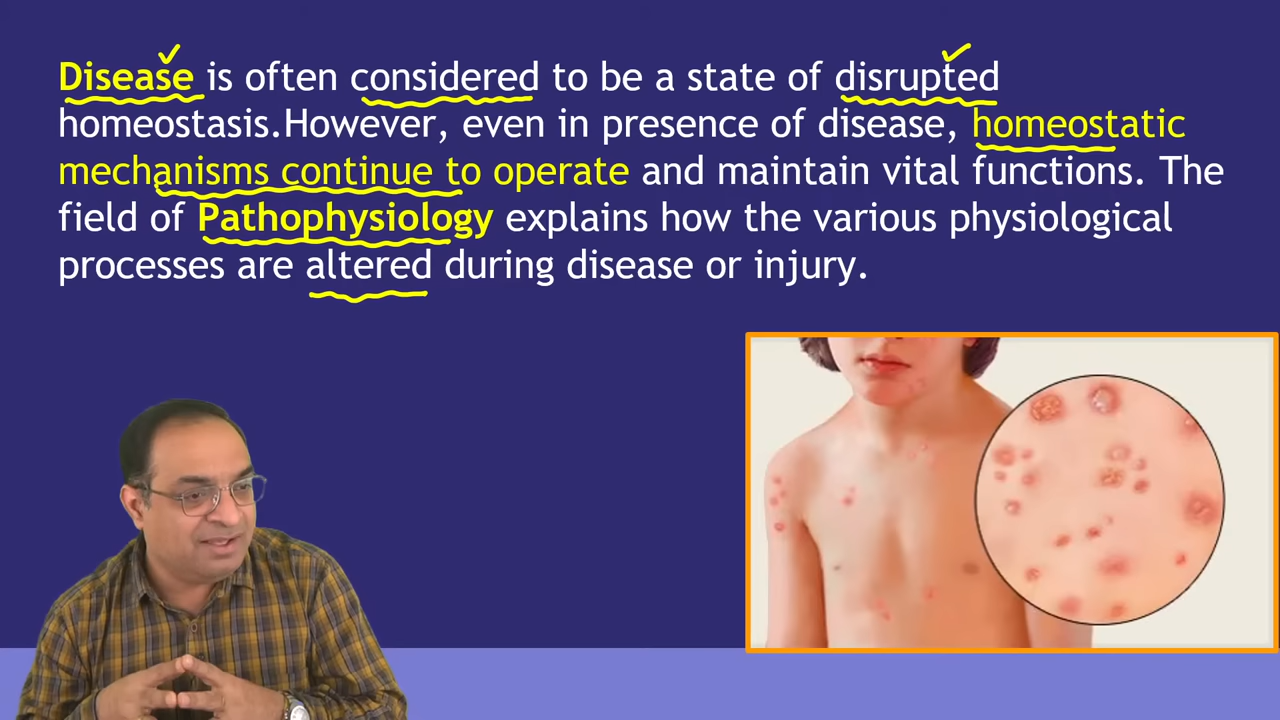 Disease is often considered to be a state of disrupted
homeostasis.However, even in presence of disease, homeostatic
mechanisms continue to operate and maintain vital functions. The
field of Pathophysiology explains how the various physiological
processes are altered during disease or injury.